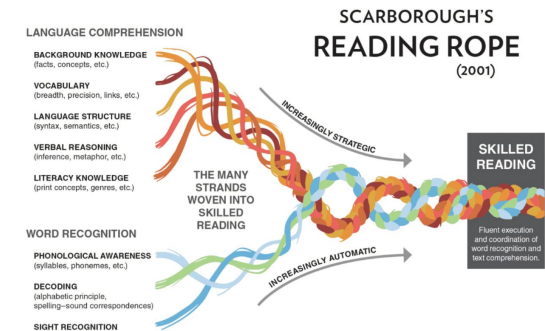 SCARBOROUGH'S
READING ROPE
(2001)
LANGUAGE COMPREHENSION
BACKGROUND KNOWLEDGE
(facts, concepts, etc.)
VOCABULARY
(breadth, precision, links, etc.)
LANGUAGE STRUCTURE
(syntax, semantics, etc.)
VERBAL REASONING
(inference, metaphor, etc.)
LITERACY KNOWLEDGE
(print concepts, genres, etc.)
THE MANY
STRANDS
WOVEN INTO
SKILLED
READING
WORD RECOGNITION
PHONOLOGICAL AWARENESS
(syllables, phonemes, etc.)
DECODING
(alphabetic principle,
spelling–sound correspondences)
SIGHT RECOGNITION
INCREASINGLY STRATEGIC
INCREASINGLY AUTOMATIC
SKILLED
READING
Fluent execution
and coordination of
word recognition and
text comprehension.